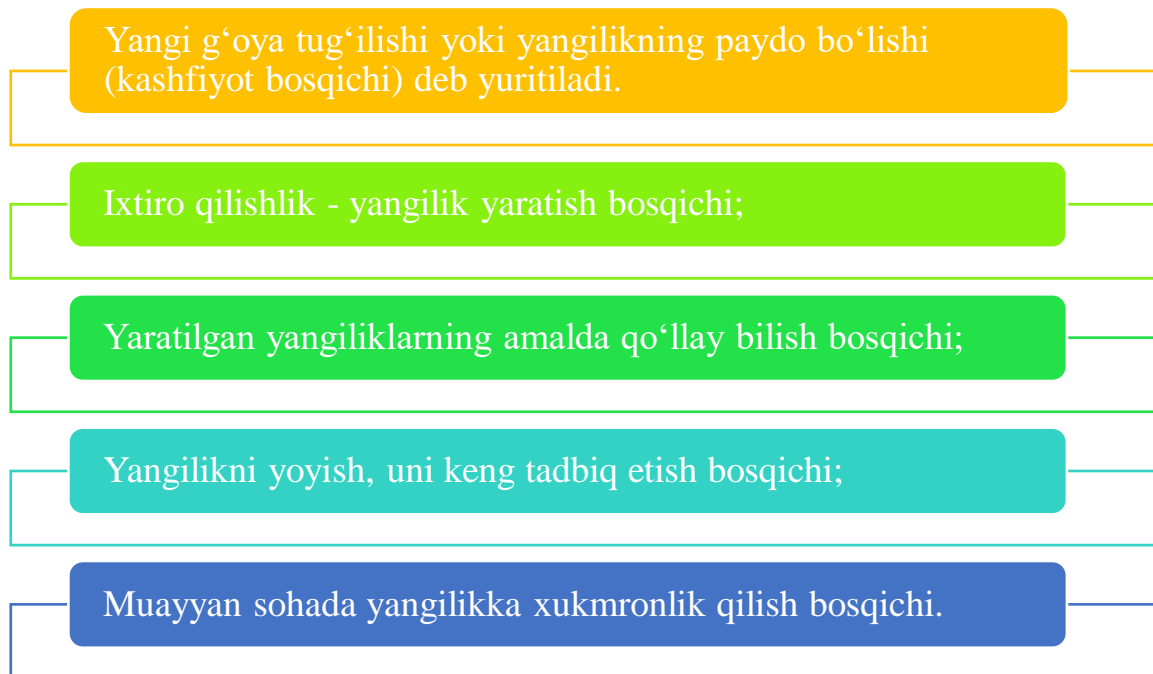 Yangi g‘oya tug‘ilishi yoki yangilikning paydo bo‘lishi
(kashfiyot bosqichi) deb yuritiladi.
Ixtiro qilishlik - yangilik yaratish bosqichi;
Yaratilgan yangiliklarning amalda qo‘llay bilish bosqichi;
Yangilikni yoyish, uni keng tadbiq etish bosqichi;
Muayyan sohada yangilikka xukmronlik qilish bosqichi.